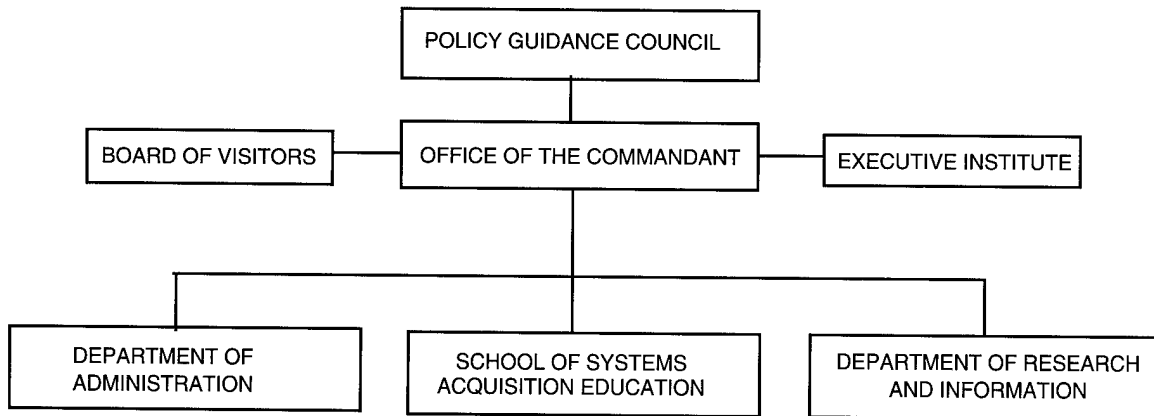 POLICY GUIDANCE COUNCIL
BOARD OF VISITORS
OFFICE OF THE COMMANDANT
EXECUTIVE INSTITUTE
DEPARTMENT OF
ADMINISTRATION
SCHOOL OF SYSTEMS
ACQUISITION EDUCATION
DEPARTMENT OF RESEARCH
AND INFORMATION